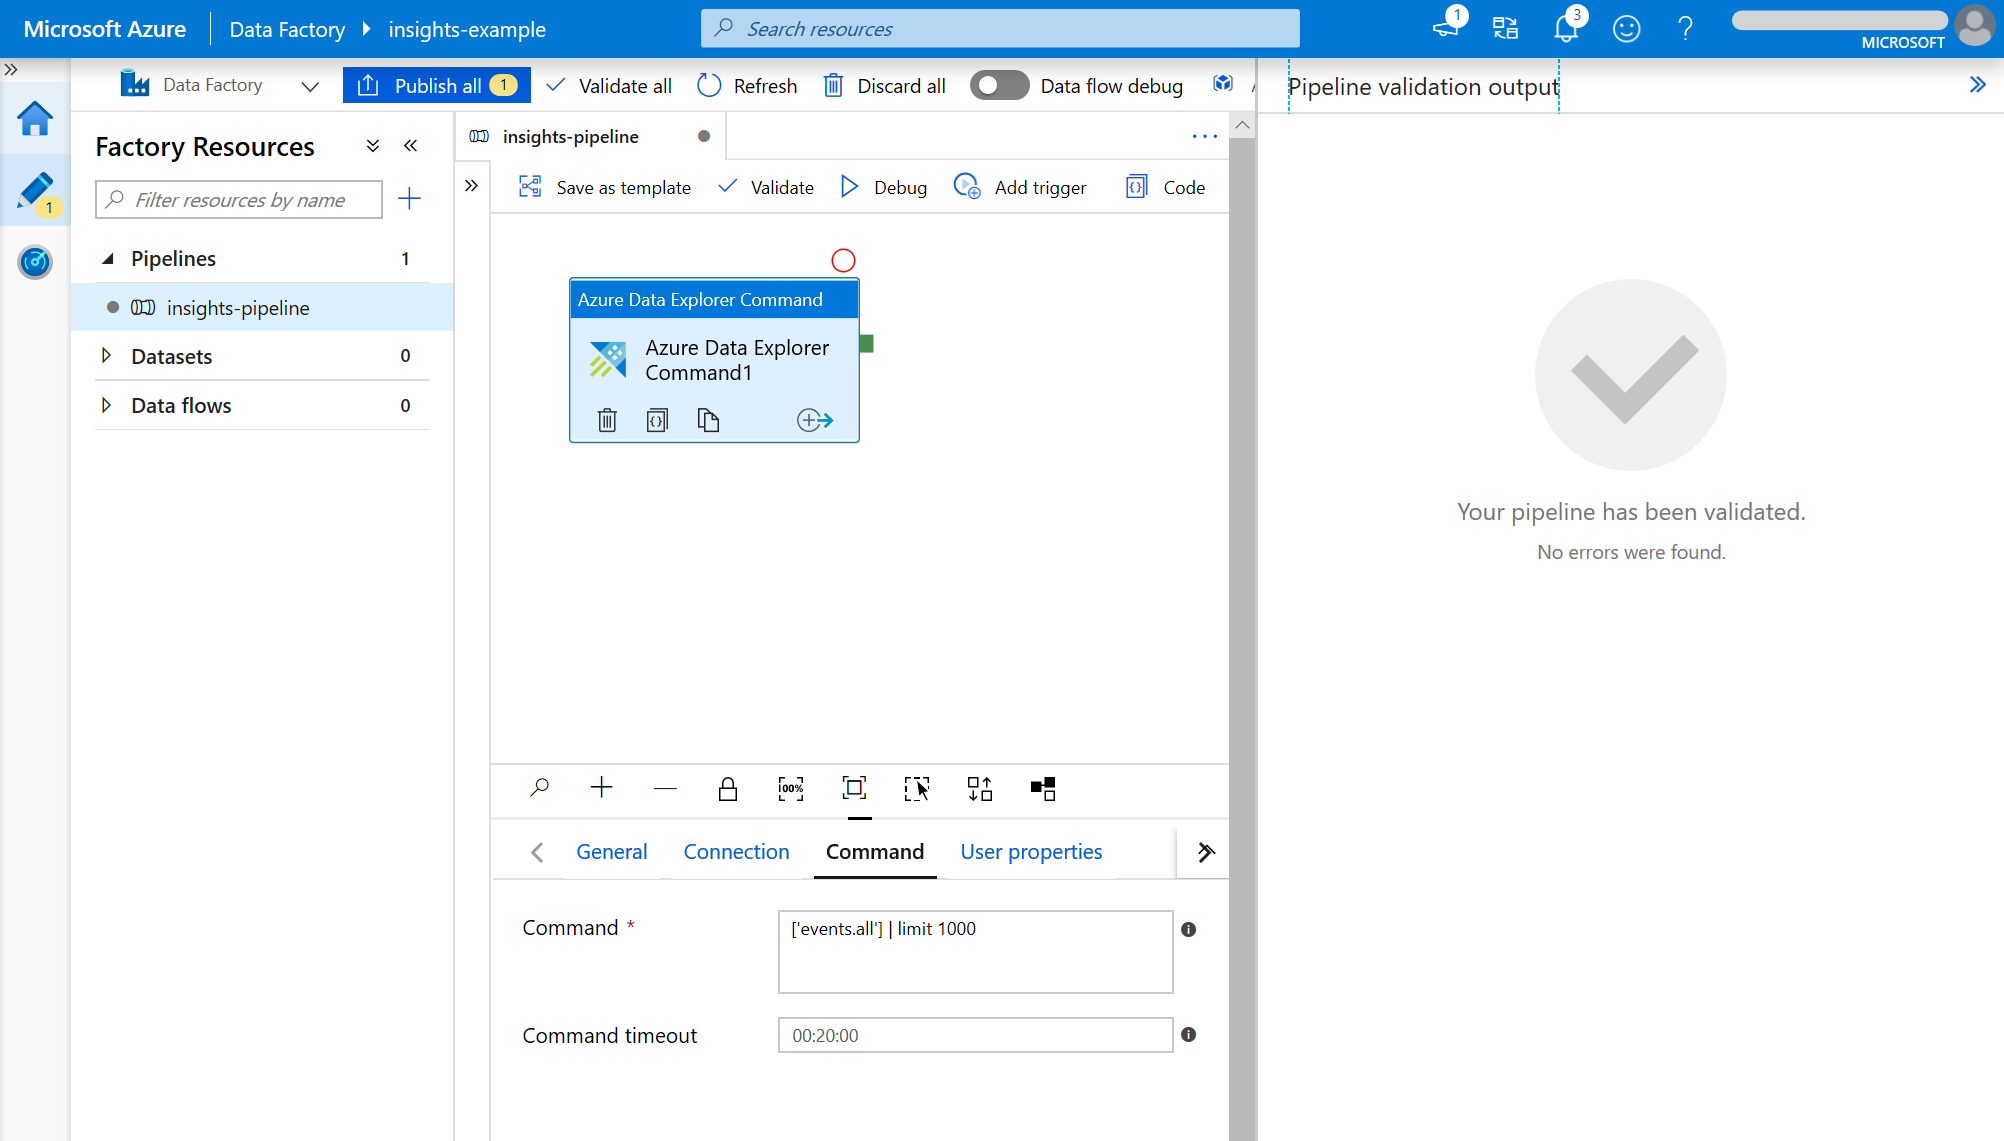 Microsoft Azure
Data Factory
insights-example
Search resources
1
3
MICROSOFT
Data Factory
Publish all 1
Validate all
Refresh
Discard all
Data flow debug
Pipeline validation output
Factory Resources
Filter resources by name
1
Pipelines 1
insights-pipeline
Datasets 0
Data flows 0
insights-pipeline
Save as template
Validate
Debug
Add trigger
Code
Azure Data Explorer Command
Azure Data Explorer
Command1
100%
General
Connection
Command
User properties
Command *
['events.all'] | limit 1000
Command timeout
00:20:00
Your pipeline has been validated.
No errors were found.